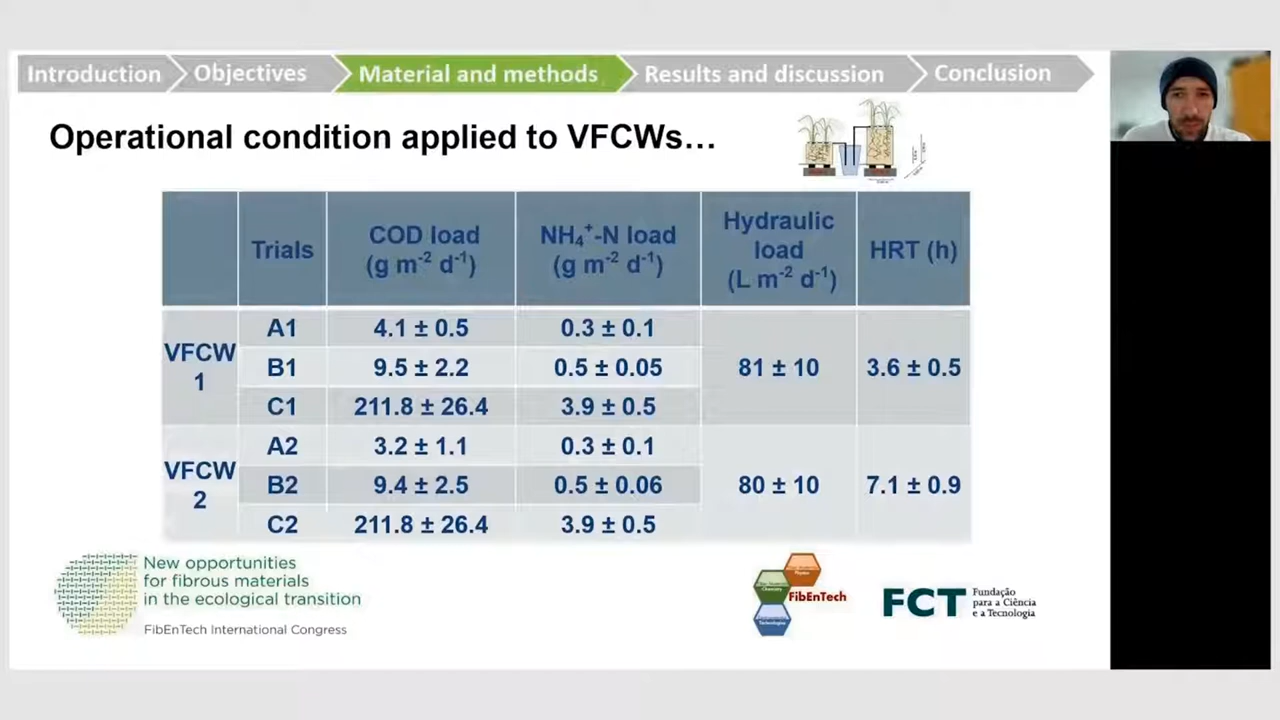 Introduction
Objectives
Material and methods
Results and discussion
Conclusion
Operational condition applied to VFCWs…
Trials
COD load
(g m⁻² d⁻¹)
NH₄⁺-N load
(g m⁻² d⁻¹)
Hydraulic
load
(L m⁻² d⁻¹)
HRT (h)
VFCW
1
A1
4.1 ± 0.5
0.3 ± 0.1
B1
9.5 ± 2.2
0.5 ± 0.05
81 ± 10
3.6 ± 0.5
C1
211.8 ± 26.4
3.9 ± 0.5
VFCW
2
A2
3.2 ± 1.1
0.3 ± 0.1
B2
9.4 ± 2.5
0.5 ± 0.06
80 ± 10
7.1 ± 0.9
C2
211.8 ± 26.4
3.9 ± 0.5
New opportunities
for fibrous materials
in the ecological transition
FibEnTech International Congress
FibEnTech
FCT
Fundação
para a Ciência
e a Tecnologia